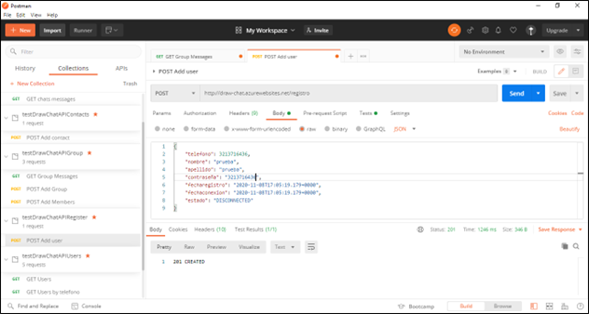 Postman
File Edit View Help
+ New Import Runner My Workspace Invite Upgrade
Filter
History Collections APIs
+ New Collection Trash
GET chats messages
testDrawChatAPIContacto
1 request
POST Add contact
testDrawChatAPIGroup
3 requests
GET Group Messages
POST Add Group
POST Add Members
testDrawChatAPIRegister
1 request
POST Add user
testDrawChatAPIUsers
5 requests
GET Users
GET Users by telefono
GET Group Messages POST Add user No Environment
POST Add user Examples 0 BUILD
POST http://draw-chat.azurewebsites.net/registro Send Save
Params Authorization Headers (9) Body Pre-request Script Tests Settings Cookies Code
none form-data x-www-form-urlencoded raw binary GraphQL JSON Beautify
1 {
2 "telefono": 3213716434,
3 "nombre": "prueba",
4 "apellido": "prueba",
5 "contraseña": "3213716434",
6 "fecharegistro": "2020-11-08T17:05:19.179+0000",
7 "fechaconexion": "2020-11-08T17:05:19.179+0000",
8 "estado": "DISCONNECTED"
9 }
Body Cookies Headers (10) Test Results (1/1) Status: 201 Time: 1246 ms Size: 346 B Save Response
Pretty Raw Preview Visualize Text
1 201 CREATED
Find and Replace Console Bootcamp Build Browse